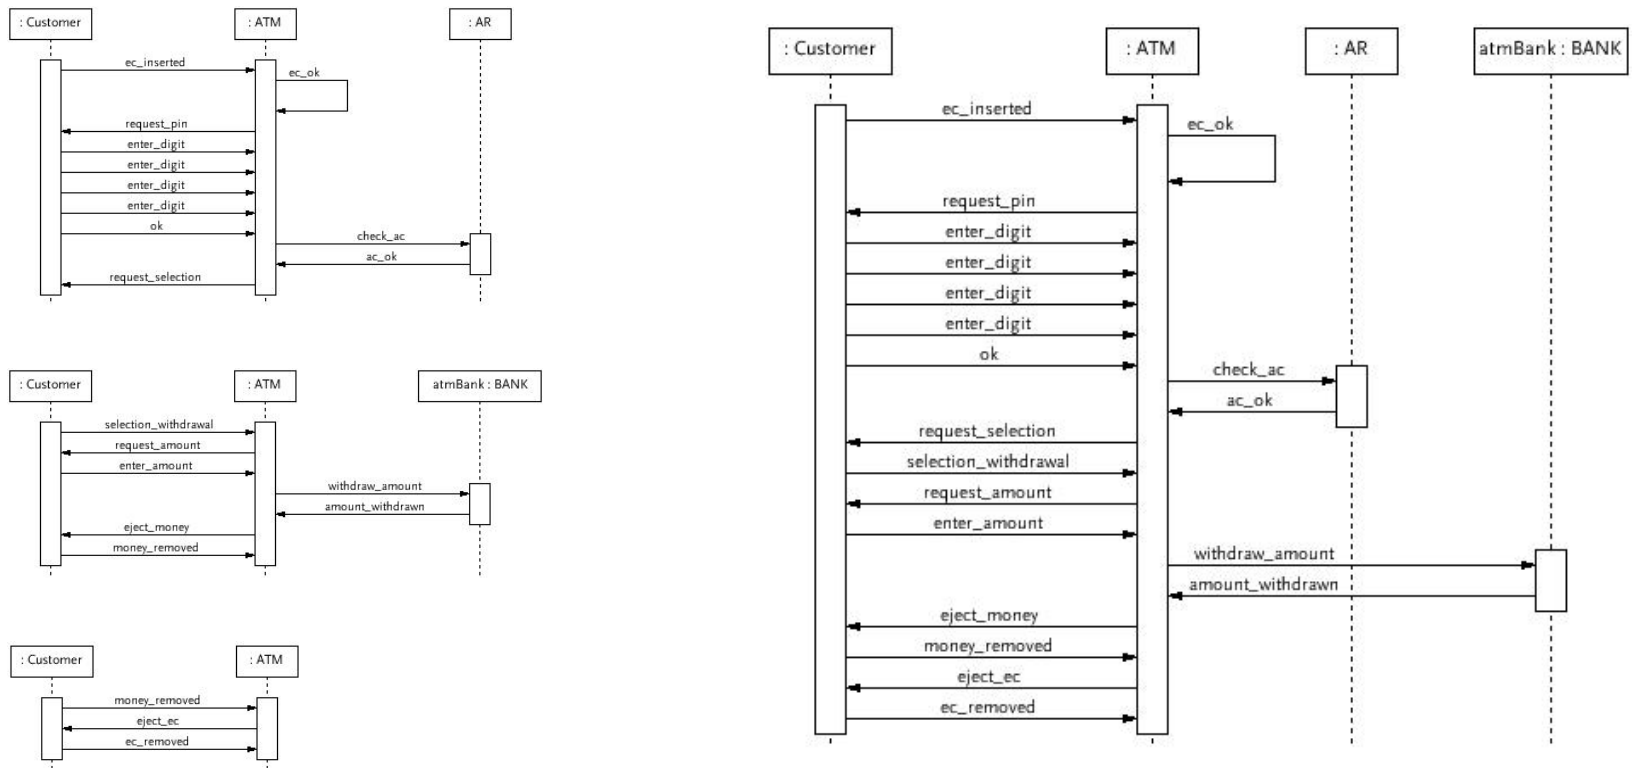 : Customer
: ATM
: AR
ec_inserted
ec_ok
request_pin
enter_digit
enter_digit
enter_digit
enter_digit
ok
check_ac
ac_ok
request_selection
: Customer
: ATM
atmBank : BANK
selection_withdrawal
request_amount
enter_amount
withdraw_amount
amount_withdrawn
eject_money
money_removed
: Customer
: ATM
money_removed
eject_ec
ec_removed
: Customer
: ATM
: AR
atmBank : BANK
ec_inserted
ec_ok
request_pin
enter_digit
enter_digit
enter_digit
enter_digit
ok
check_ac
ac_ok
request_selection
selection_withdrawal
request_amount
enter_amount
withdraw_amount
amount_withdrawn
eject_money
money_removed
eject_ec
ec_removed